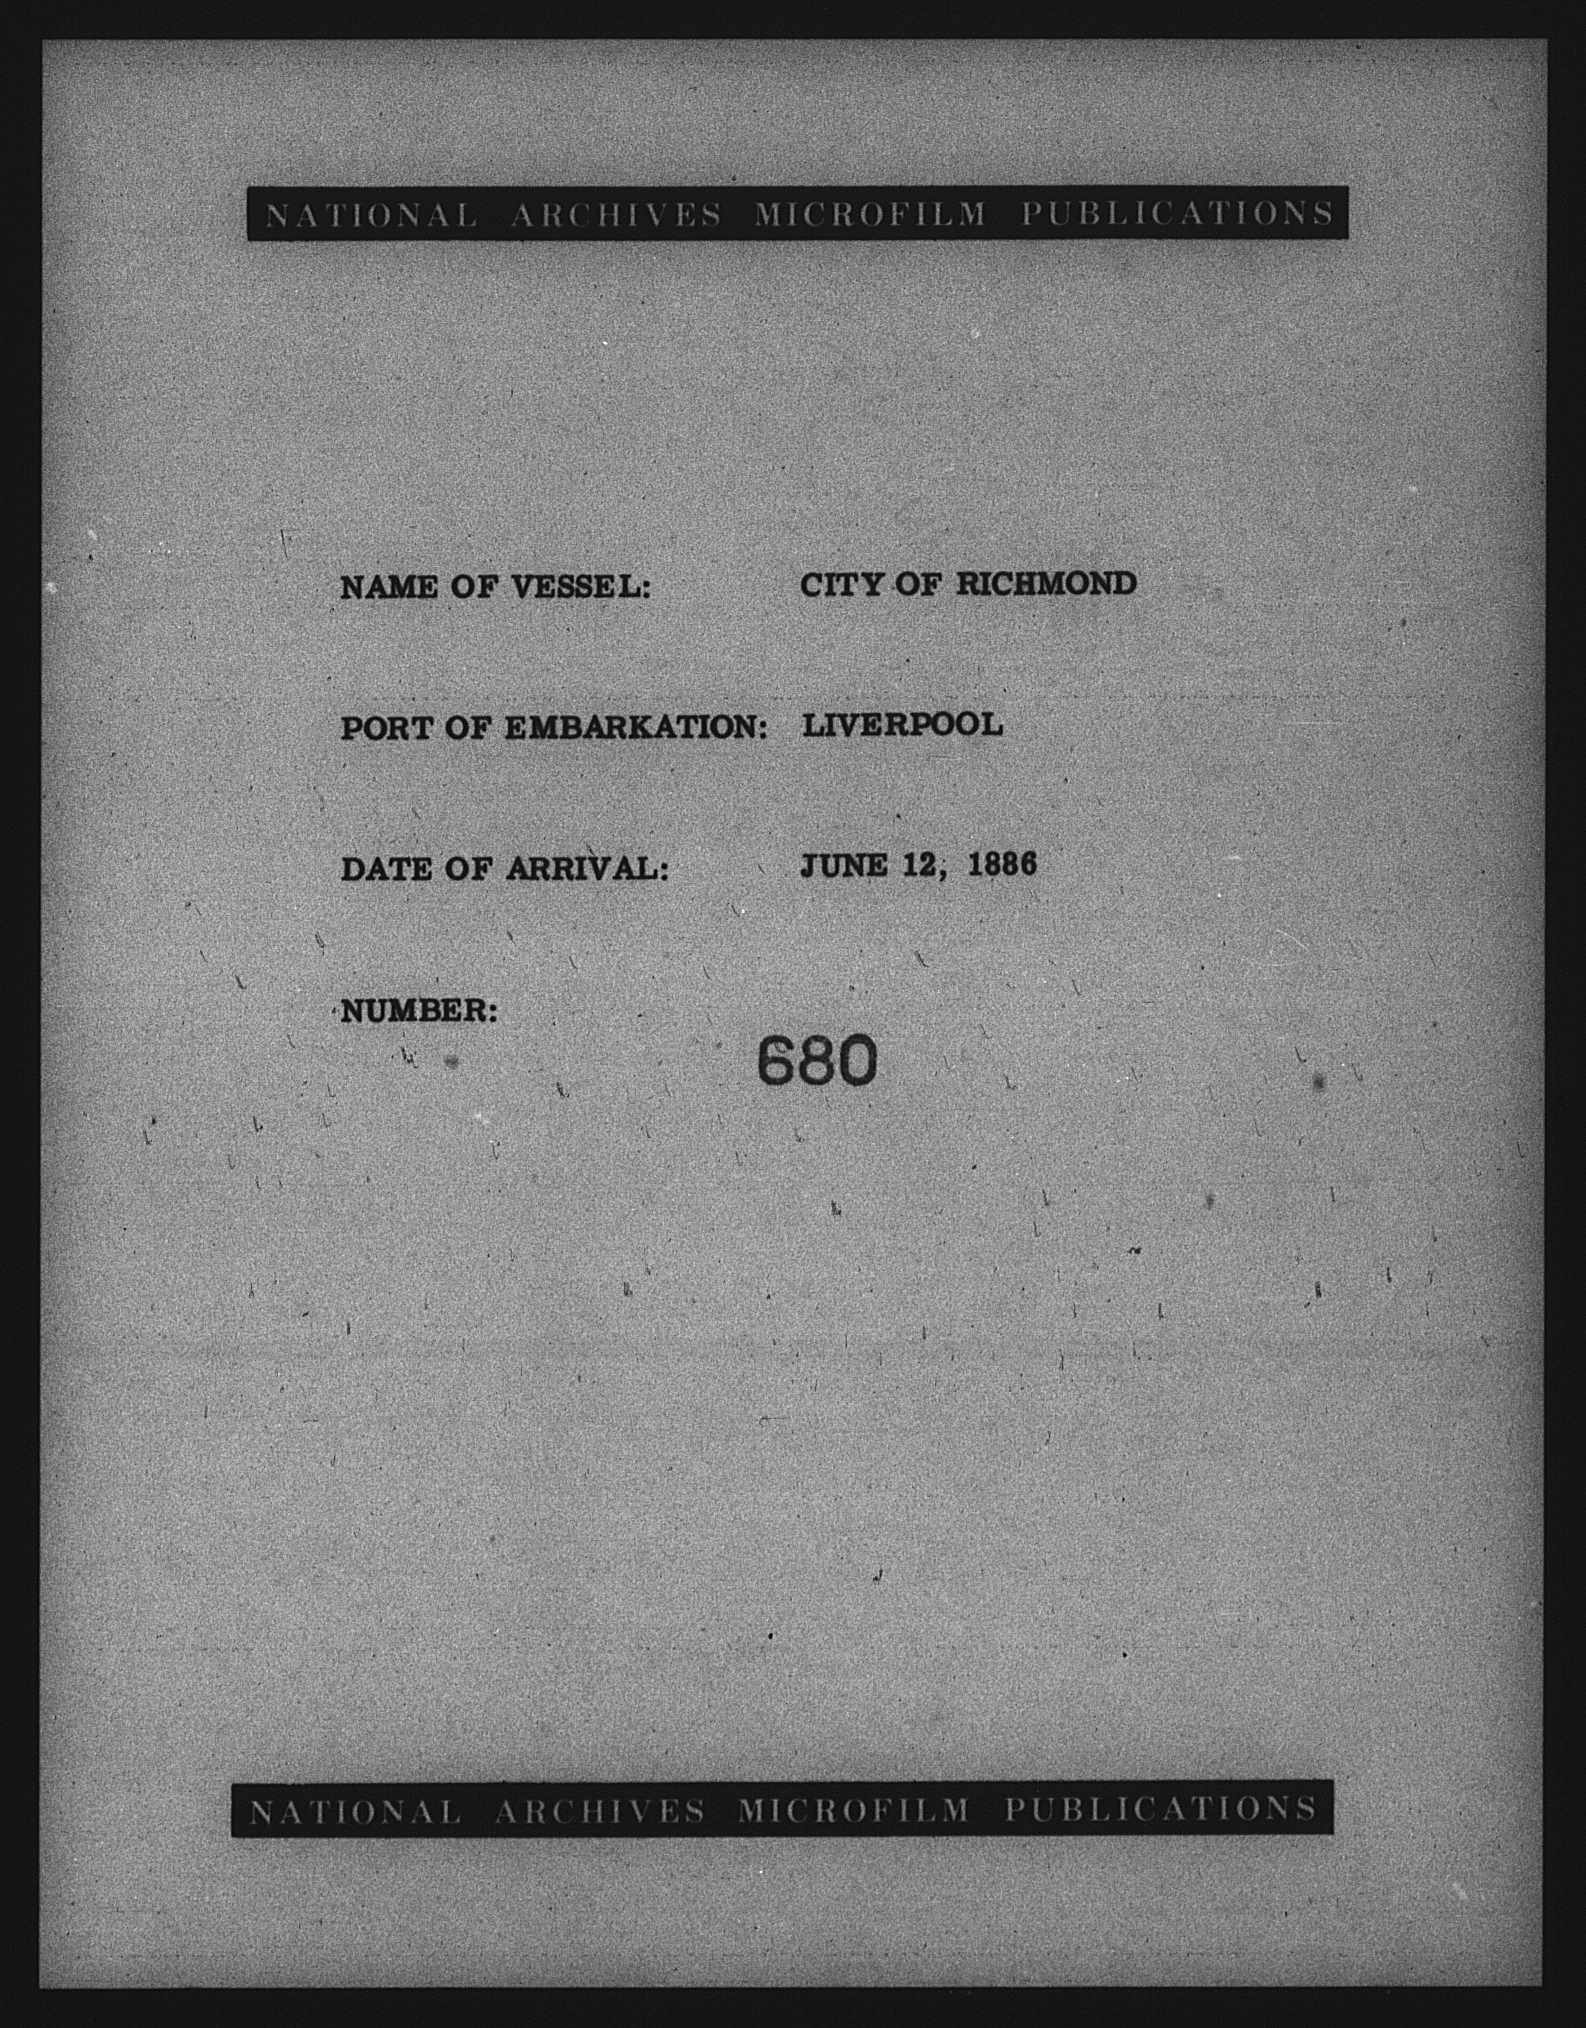 NATIONAL ARCHIVES MICROFILM PUBLICATIONS
NAME OF VESSEL: CITY OF RICHMOND
PORT OF EMBARKATION: LIVERPOOL
DATE OF ARRIVAL: JUNE 12, 1886
NUMBER:
680
NATIONAL ARCHIVES MICROFILM PUBLICATIONS